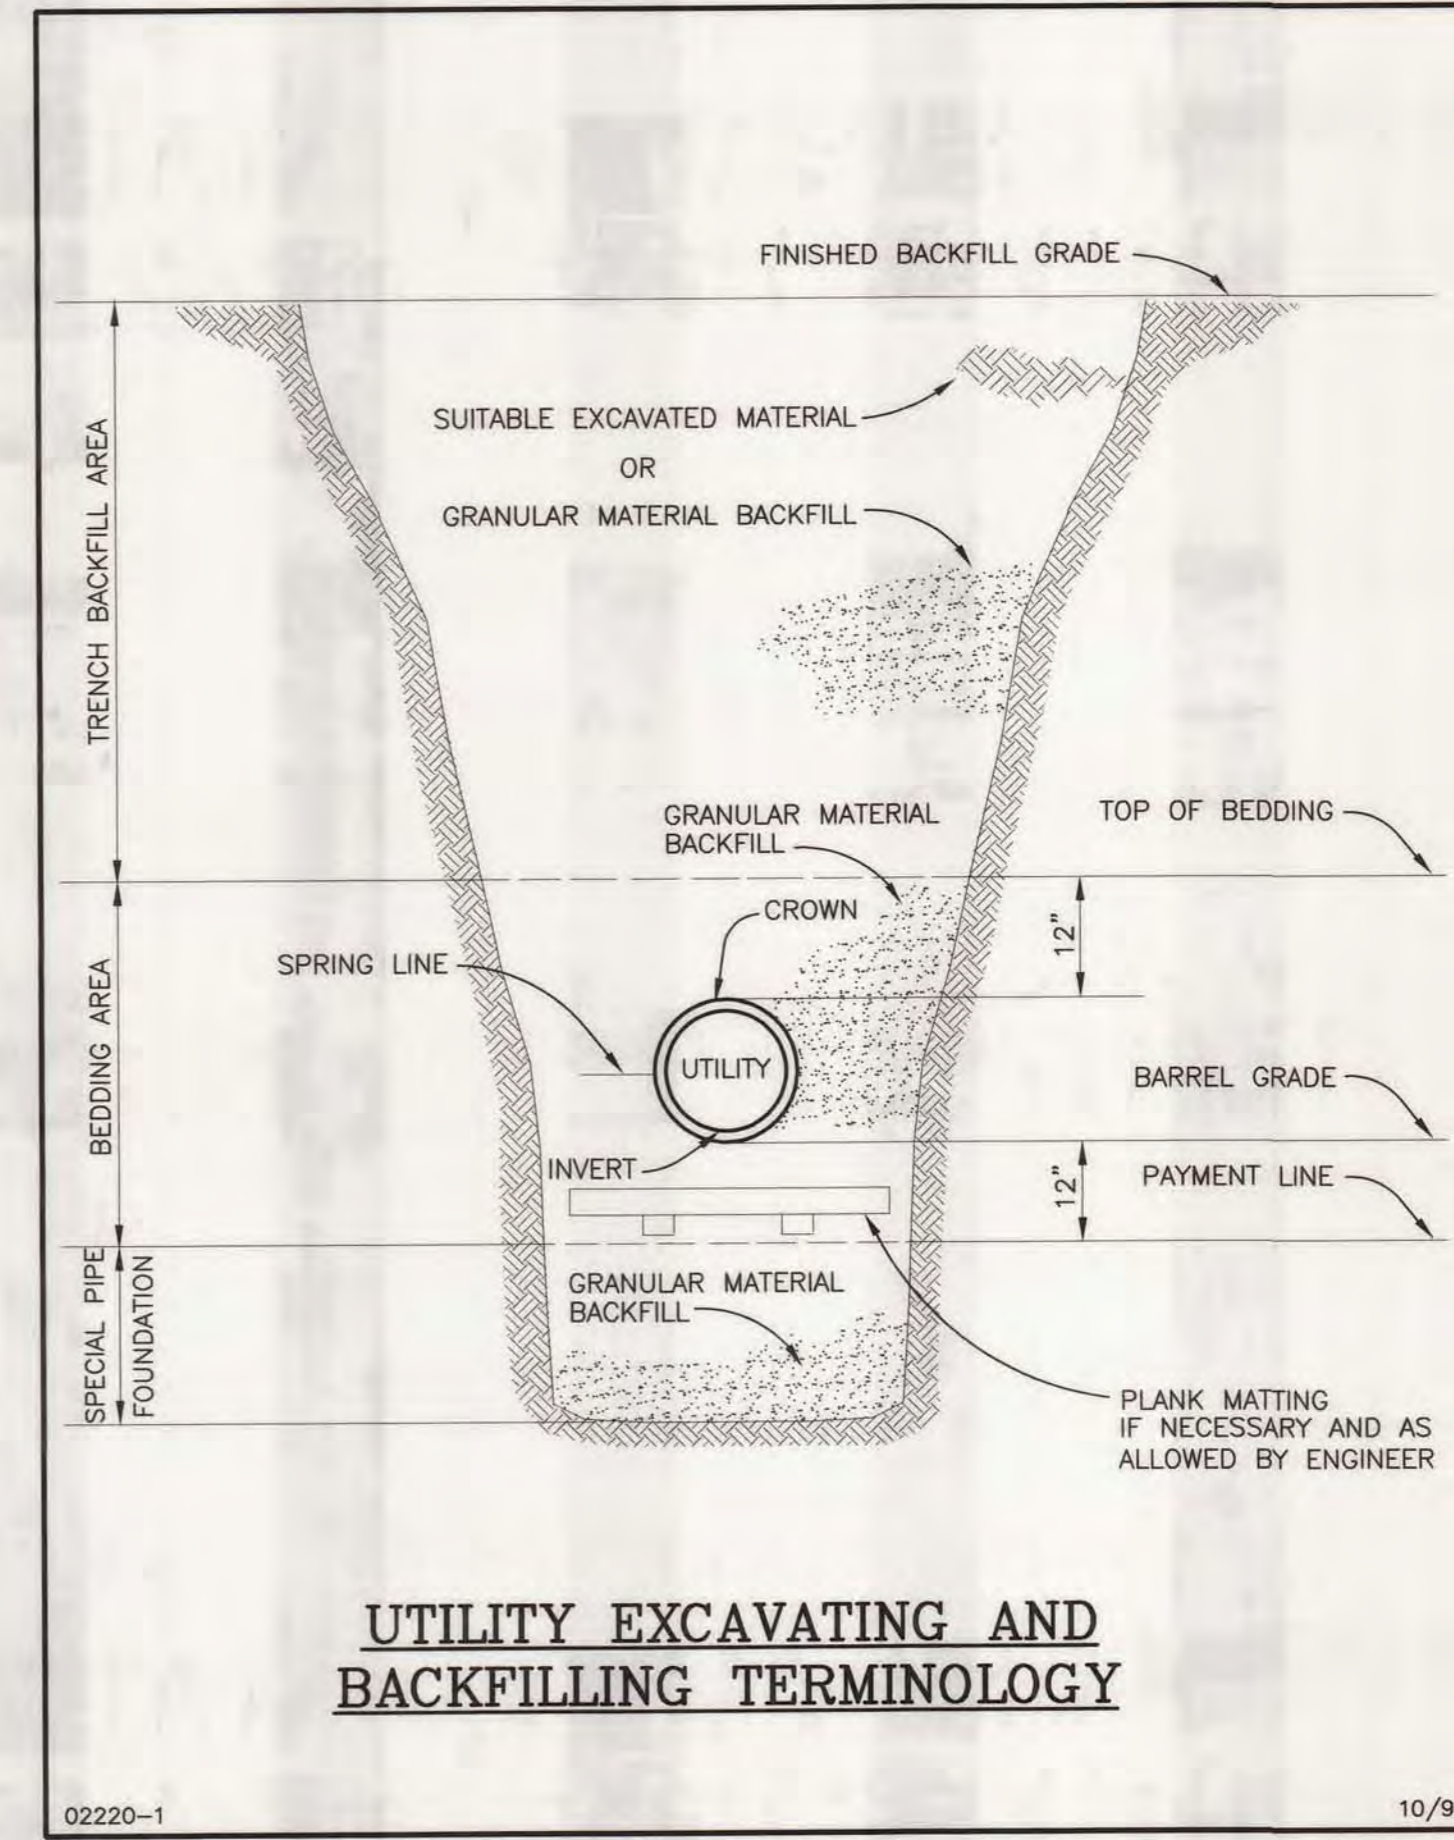 FINISHED BACKFILL GRADE
SUITABLE EXCAVATED MATERIAL
OR
GRANULAR MATERIAL BACKFILL
TRENCH BACKFILL AREA
GRANULAR MATERIAL
BACKFILL
TOP OF BEDDING
CROWN
12"
SPRING LINE
BEDDING AREA
UTILITY
BARREL GRADE
INVERT
12"
PAYMENT LINE
SPECIAL PIPE
FOUNDATION
GRANULAR MATERIAL
BACKFILL
PLANK MATTING
IF NECESSARY AND AS
ALLOWED BY ENGINEER
UTILITY EXCAVATING AND
BACKFILLING TERMINOLOGY
02220-1
10/9